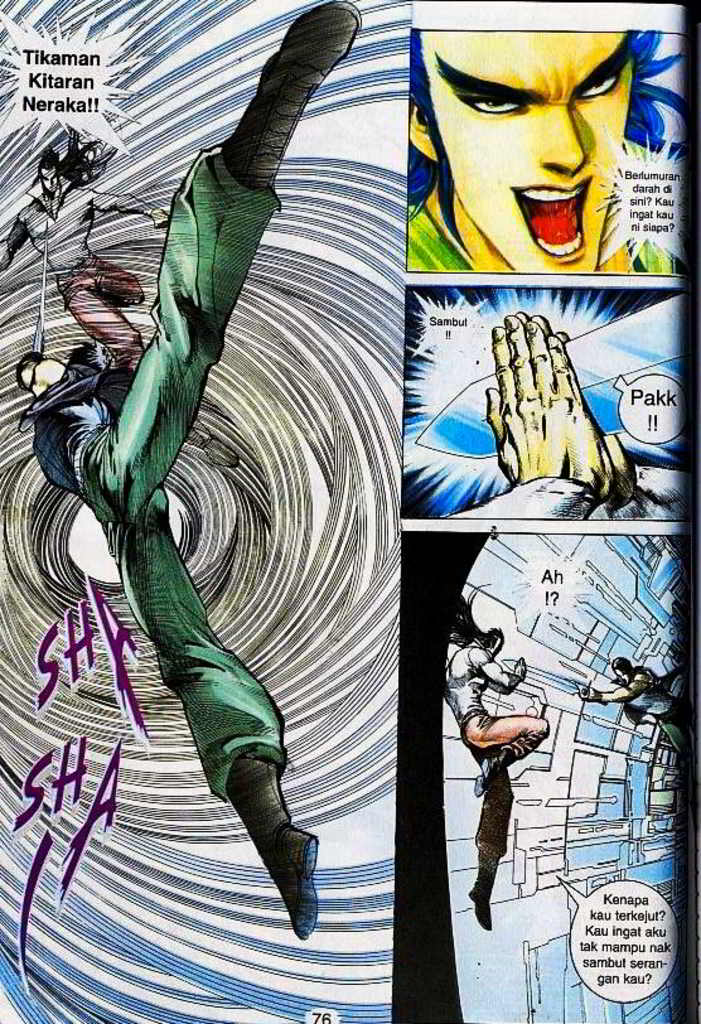 Tikaman
Kitaran
Neraka!!
SHA
SHA
Berlumuran
darah di
sini? Kau
ingat kau
ni siapa?
Sambut
!!
Pakk
!!
Ah
!?
Kenapa
kau terkejut?
Kau ingat aku
tak mampu nak
sambut seran-
gan kau?
76